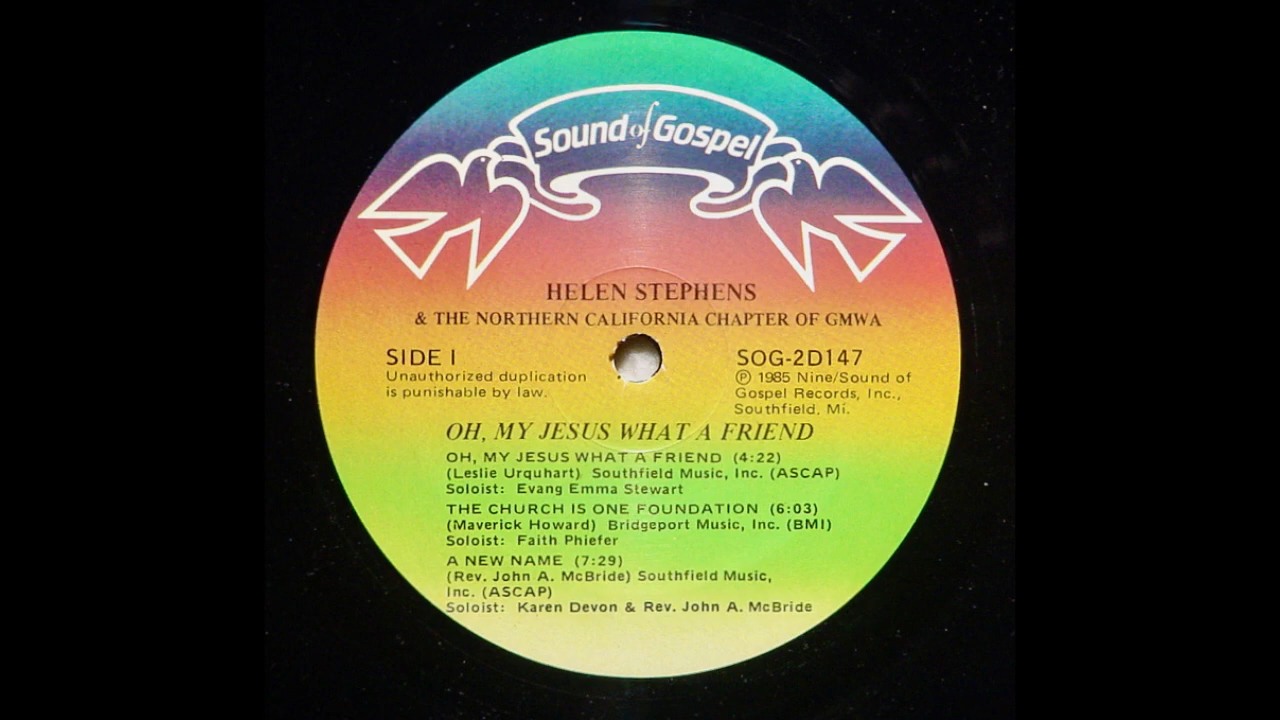 Sound of Gospel
HELEN STEPHENS
& THE NORTHERN CALIFORNIA CHAPTER OF GMWA
SIDE I
Unauthorized duplication
is punishable by law.
SOG-2D147
Ⓟ 1985 Nine/Sound of
Gospel Records, Inc.,
Southfield, Mi.
OH, MY JESUS WHAT A FRIEND
OH, MY JESUS WHAT A FRIEND (4:22)
(Leslie Urquhart) Southfield Music, Inc. (ASCAP)
Soloist: Evang Emma Stewart
THE CHURCH IS ONE FOUNDATION (6:03)
(Maverick Howard) Bridgeport Music, Inc. (BMI)
Soloist: Faith Phiefer
A NEW NAME (7:29)
(Rev. John A. McBride) Southfield Music,
Inc. (ASCAP)
Soloist: Karen Devon & Rev. John A. McBride